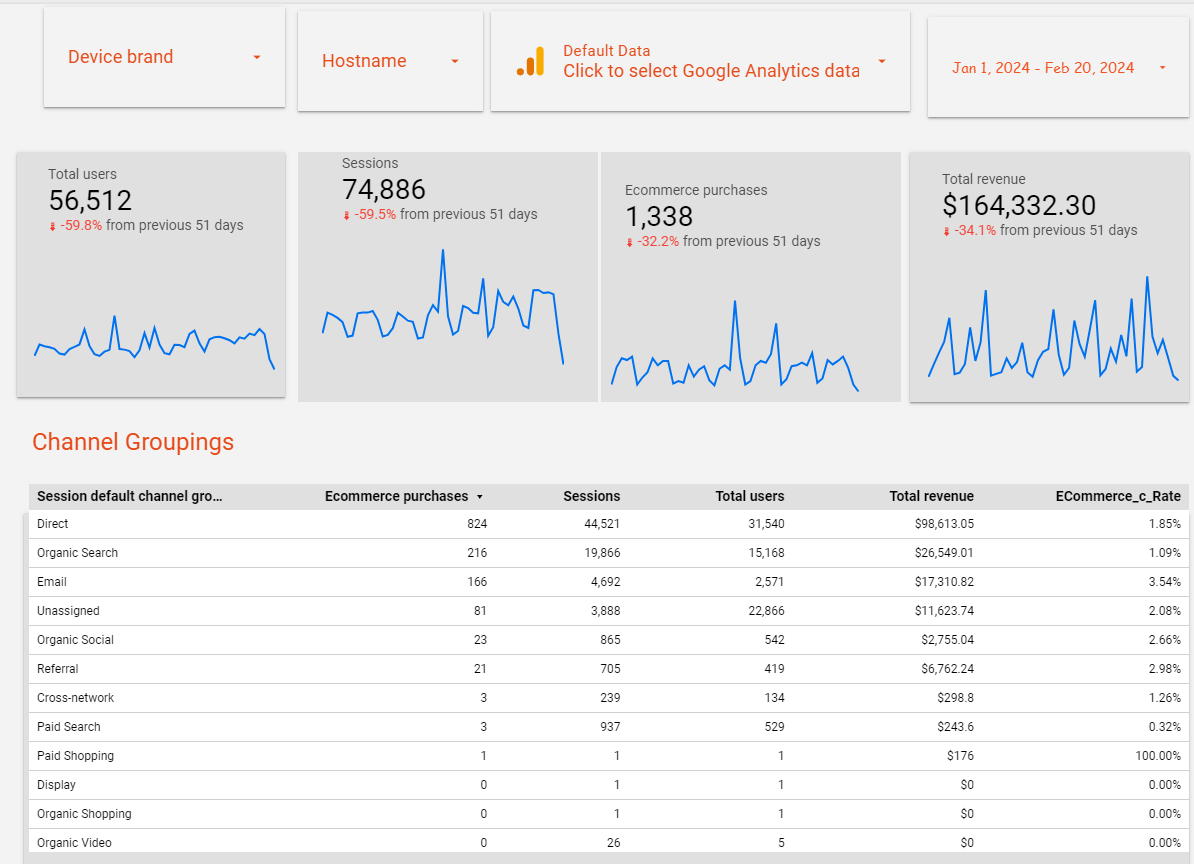 Device brand
Hostname
Default Data
Click to select Google Analytics data
Jan 1, 2024 - Feb 20, 2024
Total users
56,512
-59.8% from previous 51 days
Sessions
74,886
-59.5% from previous 51 days
Ecommerce purchases
1,338
-32.2% from previous 51 days
Total revenue
$164,332.30
-34.1% from previous 51 days
Channel Groupings
Session default channel gro... Ecommerce purchases Sessions Total users Total revenue ECommerce_c_Rate
Direct 824 44,521 31,540 $98,613.05 1.85%
Organic Search 216 19,866 15,168 $26,549.01 1.09%
Email 166 4,692 2,571 $17,310.82 3.54%
Unassigned 81 3,888 22,866 $11,623.74 2.08%
Organic Social 23 865 542 $2,755.04 2.66%
Referral 21 705 419 $6,762.24 2.98%
Cross-network 3 239 134 $298.8 1.26%
Paid Search 3 937 529 $243.6 0.32%
Paid Shopping 1 1 1 $176 100.00%
Display 0 1 1 $0 0.00%
Organic Shopping 0 1 1 $0 0.00%
Organic Video 0 26 5 $0 0.00%